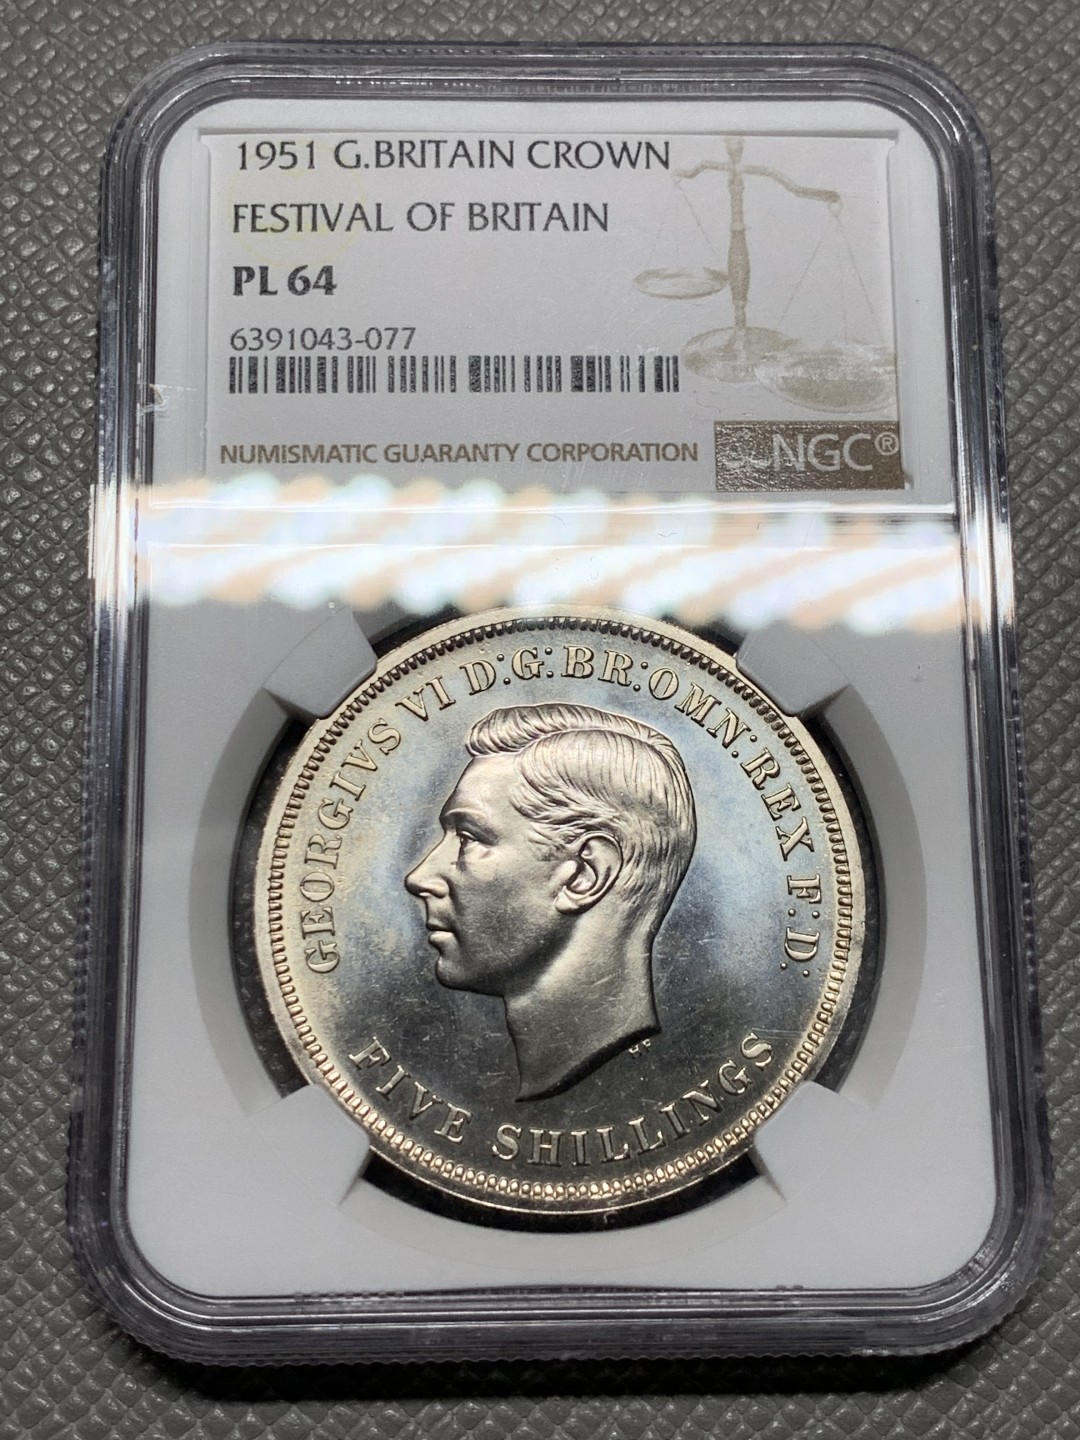 1951 G.BRITAIN CROWN
FESTIVAL OF BRITAIN
PL 64
6391043-077
NUMISMATIC GUARANTY CORPORATION
NGC®
GEORGIVS VI D:G:BR:OMN:REX F:D:
FIVE SHILLINGS